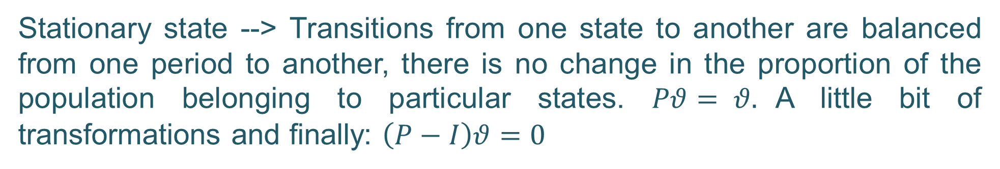 Stationary state --> Transitions from one state to another are balanced
from one period to another, there is no change in the proportion of the
population belonging to particular states. 𝑃𝜗 = 𝜗. A little bit of
transformations and finally: (𝑃 − 𝐼)𝜗 = 0